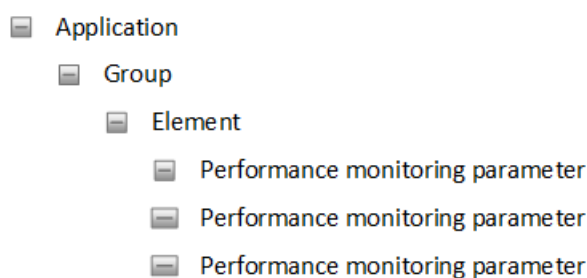 Application
Group
Element
Performance monitoring parameter
Performance monitoring parameter
Performance monitoring parameter